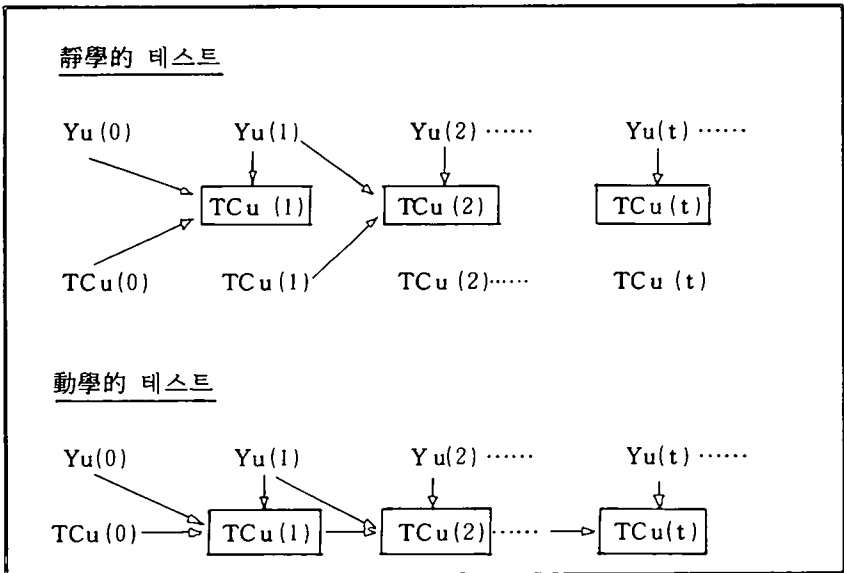 靜學的 테스트
Yu(0) Yu(1) Yu(2)…… Yu(t)……
TCu (1) TCu (2) TCu(t)
TCu(0) TCu(1) TCu(2)…… TCu (t)
動學的 테스트
Yu(0) Yu(1) Yu(2)…… Yu(t)……
TCu(0) TCu(1) TCu(2)…… TCu(t)